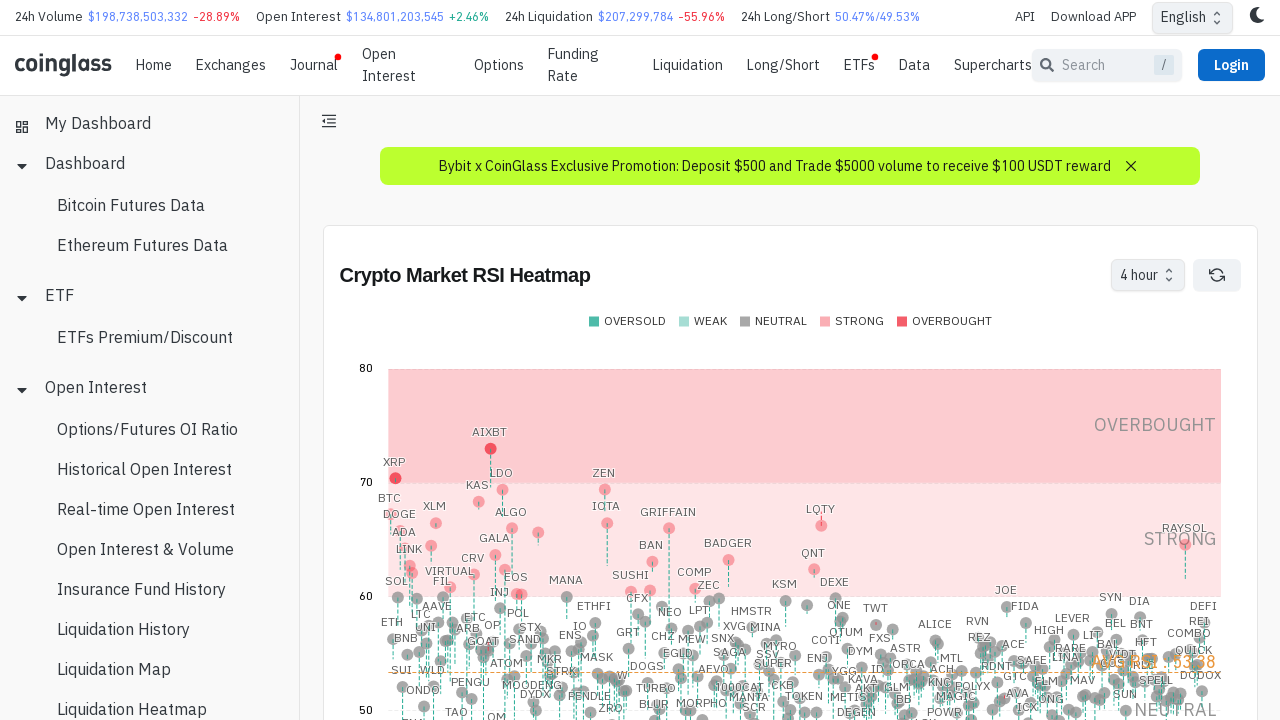 24h Volume $198,738,503,332 -28.89% Open Interest $134,801,203,545 +2.46% 24h Liquidation $207,299,784 -55.96% 24h Long/Short 50.47%/49.53% API Download APP English
coinglass Home Exchanges Journal Open Interest Options Funding Rate Liquidation Long/Short ETFs Data Supercharts Search / Login
My Dashboard
Dashboard
Bitcoin Futures Data
Ethereum Futures Data
ETF
ETFs Premium/Discount
Open Interest
Options/Futures OI Ratio
Historical Open Interest
Real-time Open Interest
Open Interest & Volume
Insurance Fund History
Liquidation History
Liquidation Map
Liquidation Heatmap
Bybit x CoinGlass Exclusive Promotion: Deposit $500 and Trade $5000 volume to receive $100 USDT reward
Crypto Market RSI Heatmap 4 hour
OVERSOLD WEAK NEUTRAL STRONG OVERBOUGHT
80
OVERBOUGHT
AIXBT
XRP
LDO ZEN
70
KAS
BTC
XLM IOTA LQTY
DOGE ALGO GRIFFAIN
RAYSOL
ADA
GALA STRONG
BAN BADGER
LINK
QNT
CRV
VIRTUAL COMP
EOS SUSHI
SOL FIL MANA ZEC KSM DEXE
JOE
INJ
60 CFX SYN DIA
AAVE ETHFI ONE TWT FIDA DEFI
LTC POL NEO LPT HMSTR
ETC LEVER
ETH RVN REI
UNI ARB OP STX IO XVG MINA ALICE BEL BNT
GRT HIGH
BNB SAND ENS CHZ MEW SNX OTUM FXS REZ LIT COMBO
GOAT MYRO COTI ACE BAL HFT
SSV DYM ASTR RARE QUICK
MKR MASK EGLD SAGA ENJ MTL SAFE LINA
ATOM DOGS SUPER ORCA RDNT
SUI WLD STRK AEVO ID ACH DODOX
PENGU MOODENG TURBO 1000CAT CKB KAVA KNC GTC MAV SPELL
ONDO DYDX PENDLE MANTA TOKEN METISN MAGIC AVA SUN
BLUR MORPHO BB ONG
50 TAO ZRO SCR DEGEN POWR ICX NEUTRAL